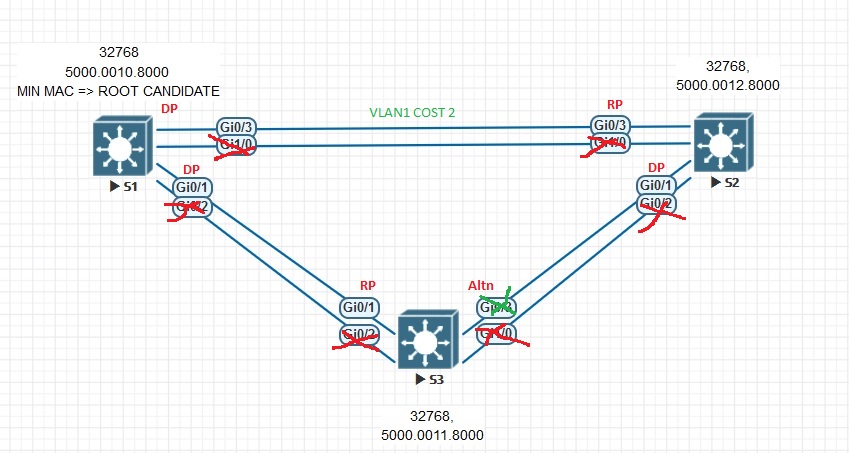 32768
5000.0010.8000
MIN MAC => ROOT CANDIDATE
32768,
5000.0012.8000
DP
VLAN1 COST 2
RP
Gi0/3
Gi0/3
Gi1/0
Gi1/0
S1
S2
DP
DP
Gi0/1
Gi0/1
Gi0/2
Gi0/2
RP
Altn
Gi0/1
Gi0/3
Gi0/2
Gi1/0
S3
32768,
5000.0011.8000